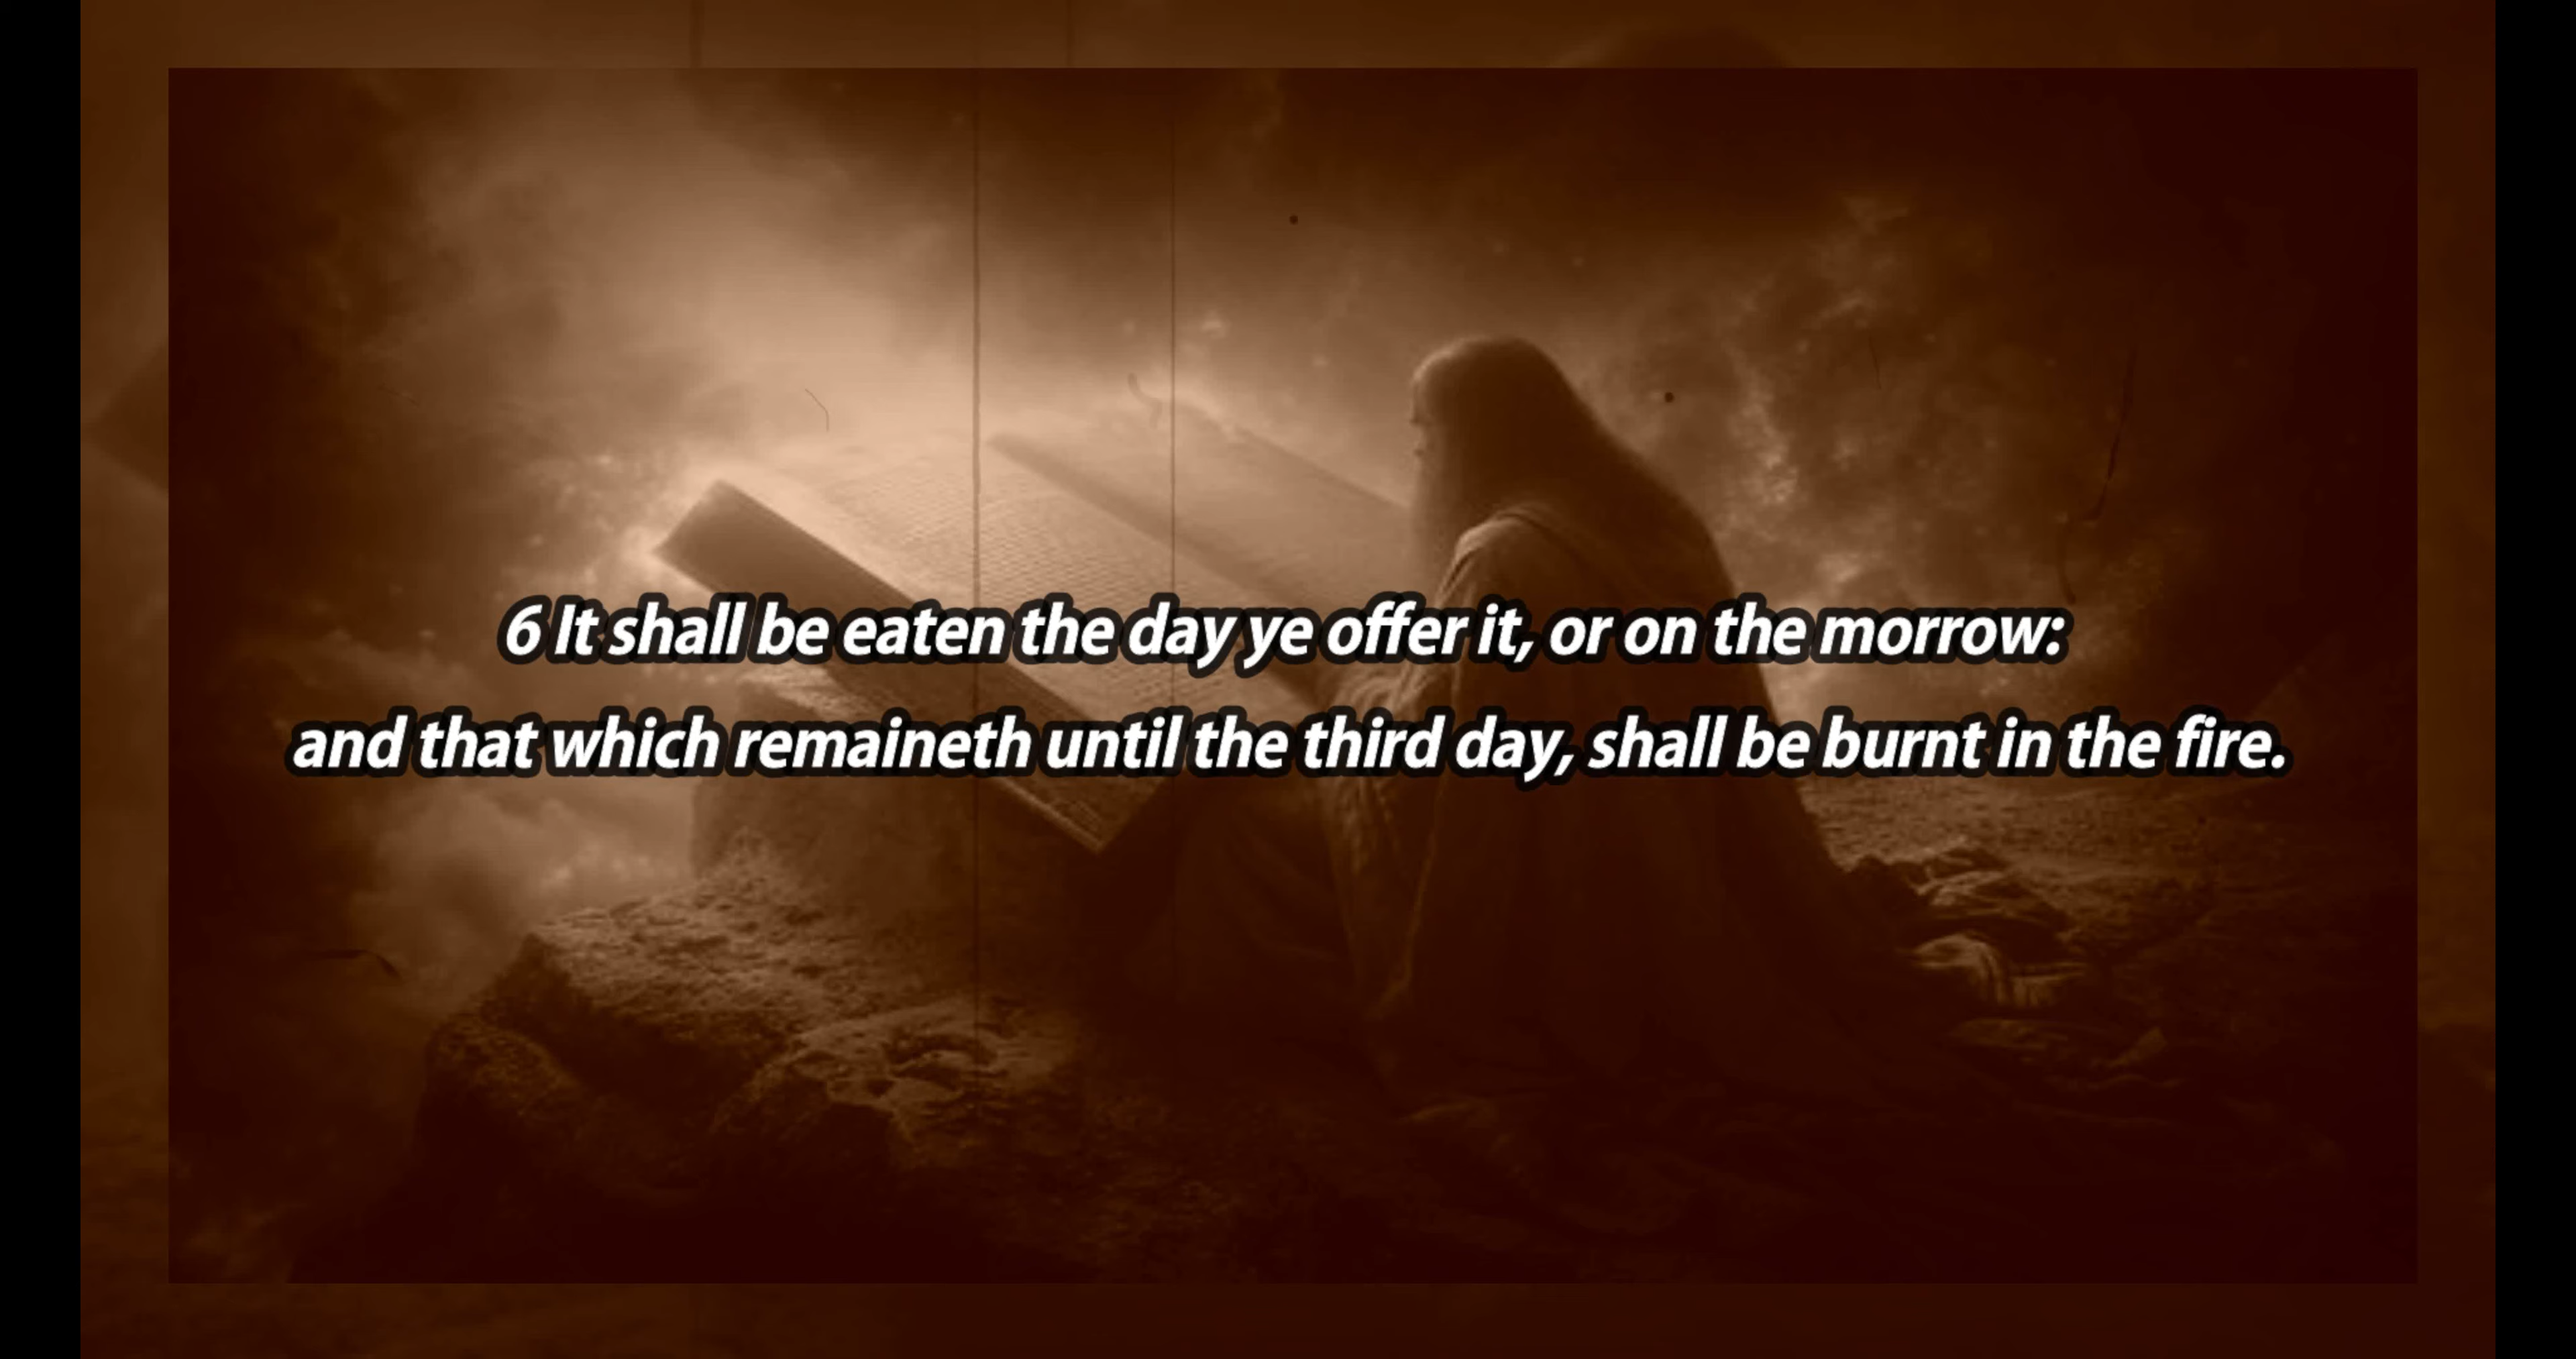 6 It shall be eaten the day ye offer it, or on the morrow:
and that which remaineth until the third day, shall be burnt in the fire.